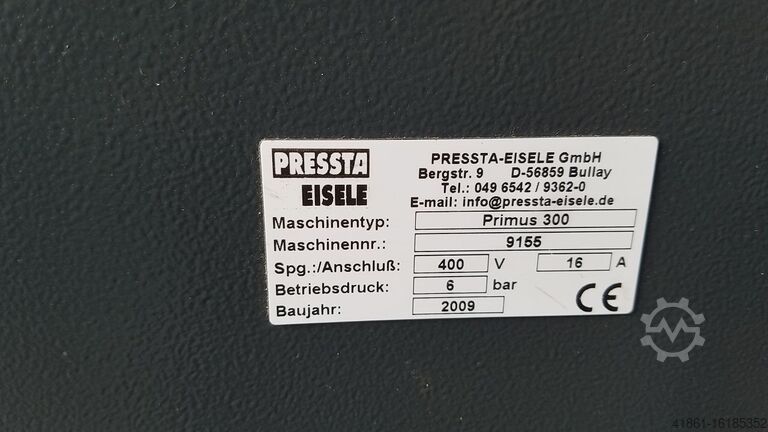 PRESSTA
EISELE
PRESSTA-EISELE GmbH
Bergstr. 9 D-56859 Bullay
Tel.: 049 6542 / 9362-0
E-mail: info@pressta-eisele.de
Maschinentyp: Primus 300
Maschinennr.: 9155
Spg.:/Anschluß: 400 V 16 A
Betriebsdruck: 6 bar
Baujahr: 2009
CE
41861-16185352